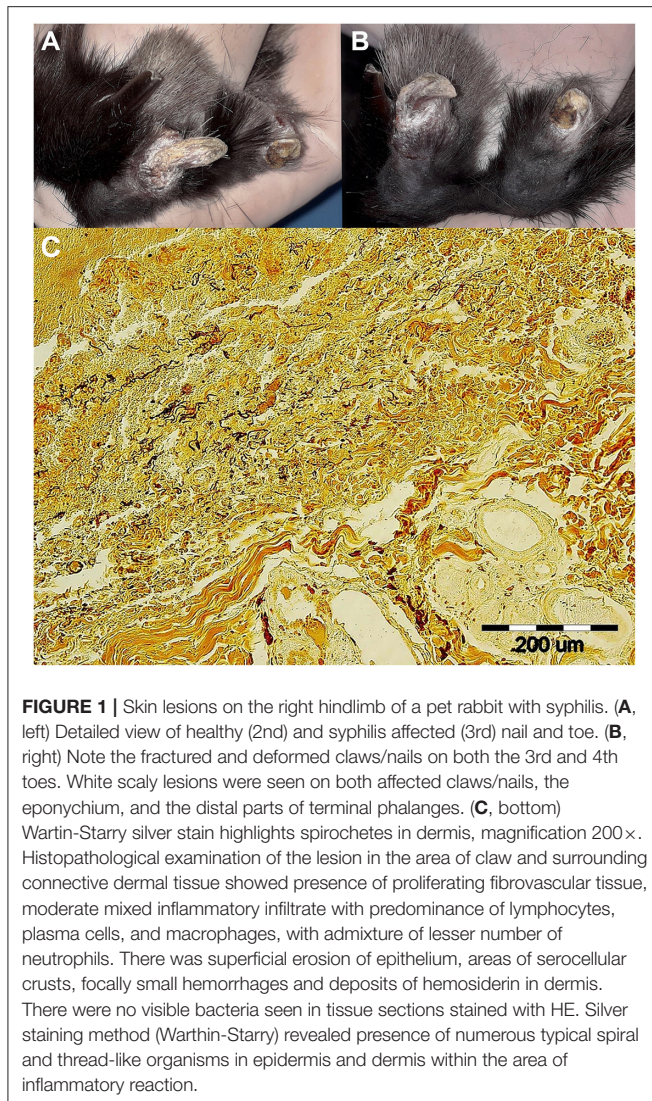 A
B
C
200 um
FIGURE 1 | Skin lesions on the right hindlimb of a pet rabbit with syphilis. (A,
left) Detailed view of healthy (2nd) and syphilis affected (3rd) nail and toe. (B,
right) Note the fractured and deformed claws/nails on both the 3rd and 4th
toes. White scaly lesions were seen on both affected claws/nails, the
eponychium, and the distal parts of terminal phalanges. (C, bottom)
Wartin-Starry silver stain highlights spirochetes in dermis, magnification 200×.
Histopathological examination of the lesion in the area of claw and surrounding
connective dermal tissue showed presence of proliferating fibrovascular tissue,
moderate mixed inflammatory infiltrate with predominance of lymphocytes,
plasma cells, and macrophages, with admixture of lesser number of
neutrophils. There was superficial erosion of epithelium, areas of serocellular
crusts, focally small hemorrhages and deposits of hemosiderin in dermis.
There were no visible bacteria seen in tissue sections stained with HE. Silver
staining method (Warthin-Starry) revealed presence of numerous typical spiral
and thread-like organisms in epidermis and dermis within the area of
inflammatory reaction.